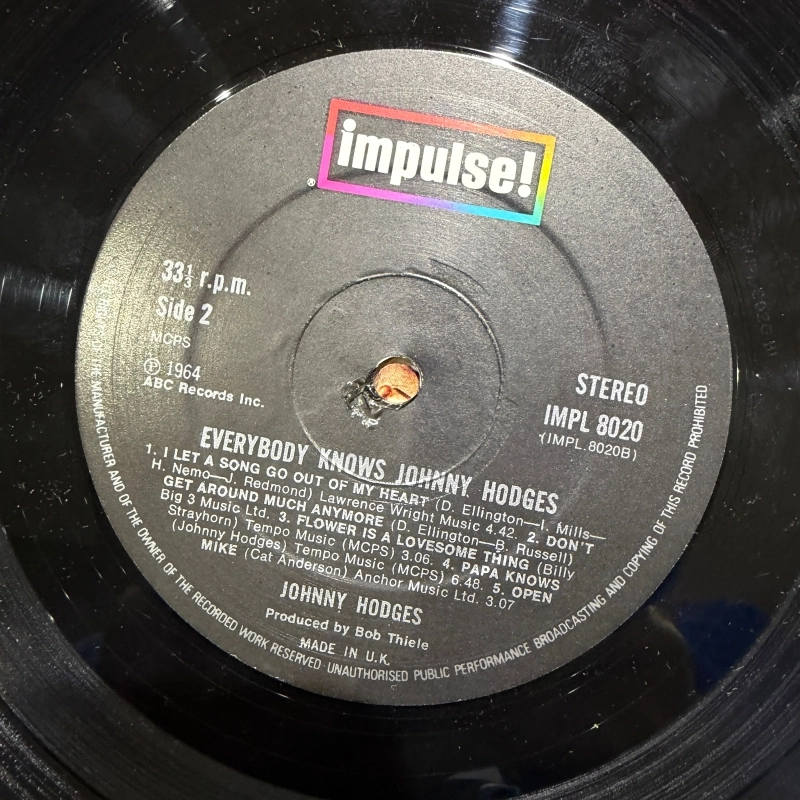 impulse!
®
33⅓ r.p.m.
Side 2
MCPS
℗ 1964
ABC Records Inc.
STEREO
IMPL 8020
(IMPL.8020B)
EVERYBODY KNOWS JOHNNY HODGES
1. I LET A SONG GO OUT OF MY HEART (D. Ellington—I. Mills—
H. Nemo—J. Redmond) Lawrence Wright Music 4.42. 2. DON'T
GET AROUND MUCH ANYMORE (D. Ellington—B. Russell)
Big 3 Music Ltd. 3. FLOWER IS A LOVESOME THING (Billy
Strayhorn) Tempo Music (MCPS) 3.06. 4. PAPA KNOWS
(Johnny Hodges) Tempo Music (MCPS) 6.48. 5. OPEN
MIKE (Cat Anderson) Anchor Music Ltd. 3.07
JOHNNY HODGES
Produced by Bob Thiele
MADE IN U.K.
OF THE MANUFACTURER AND OF THE OWNER OF THE RECORDED WORK RESERVED · UNAUTHORISED PUBLIC PERFORMANCE BROADCASTING AND COPYING OF THIS RECORD PROHIBITED